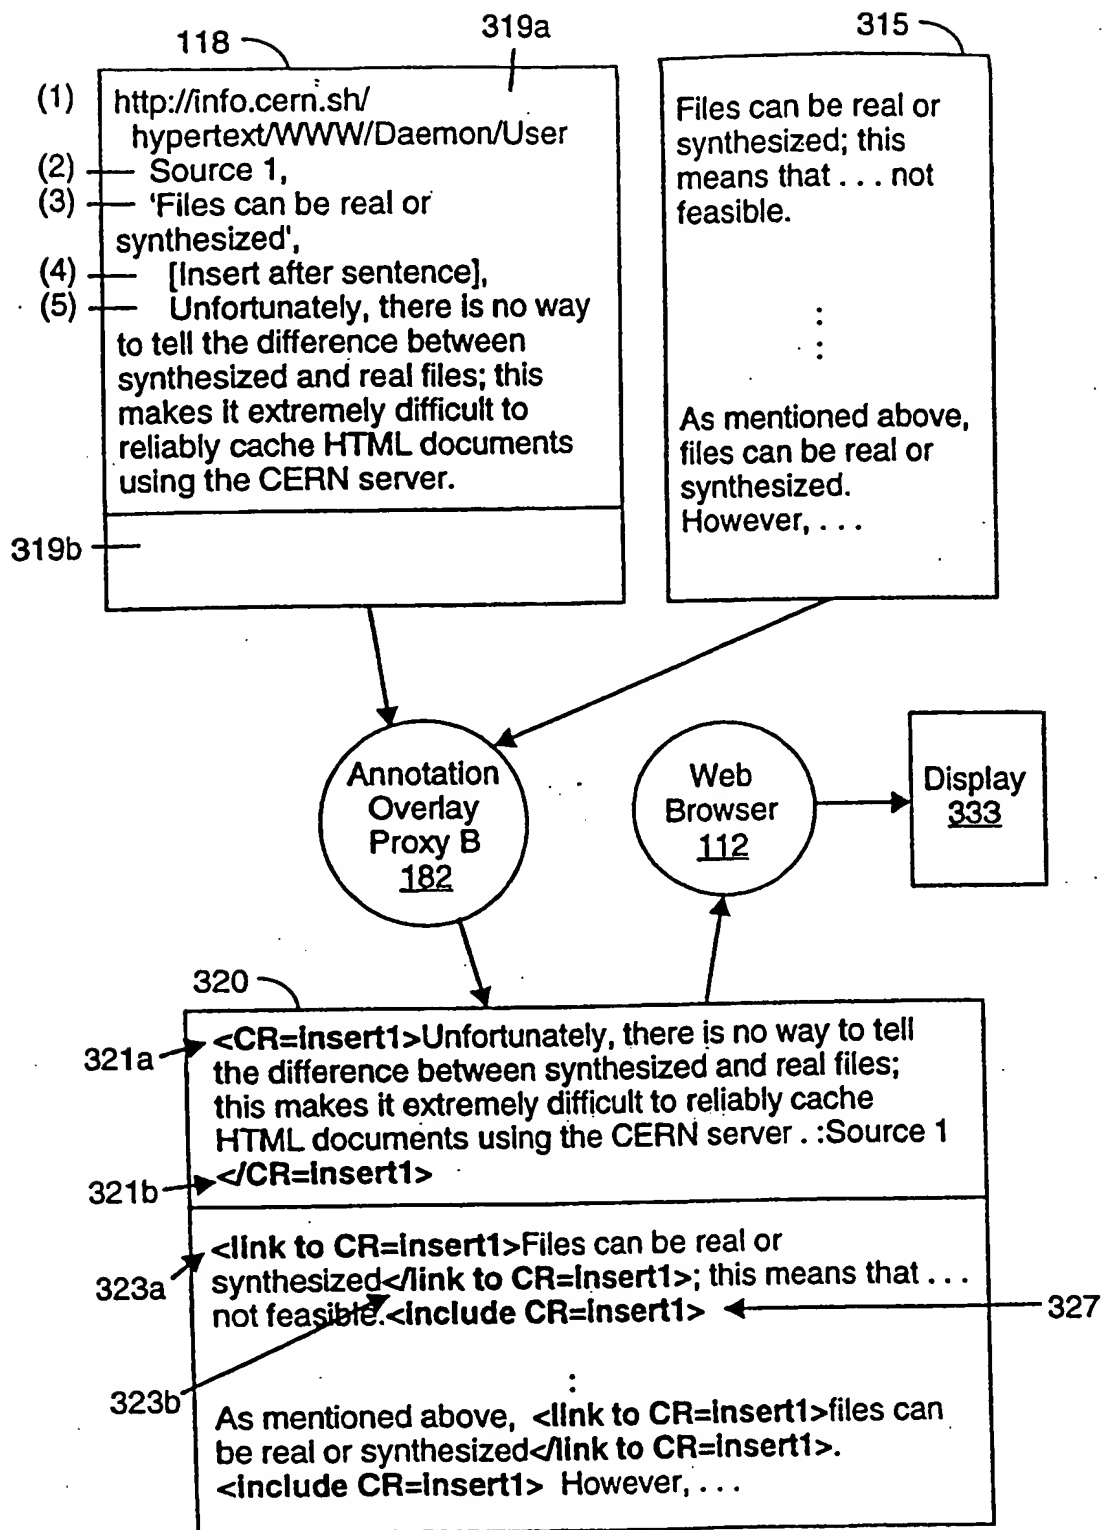 118
319a
315
(1) http://info.cern.sh/
hypertext/WWW/Daemon/User
(2) Source 1,
(3) 'Files can be real or
synthesized',
(4) [Insert after sentence],
(5) Unfortunately, there is no way
to tell the difference between
synthesized and real files; this
makes it extremely difficult to
reliably cache HTML documents
using the CERN server.
319b
Files can be real or
synthesized; this
means that . . . not
feasible.
As mentioned above,
files can be real or
synthesized.
However, . . .
Annotation
Overlay
Proxy B
182
Web
Browser
112
Display
333
320
321a
<CR=insert1>Unfortunately, there is no way to tell
the difference between synthesized and real files;
this makes it extremely difficult to reliably cache
HTML documents using the CERN server. :Source 1
321b
</CR=insert1>
323a
<link to CR=insert1>Files can be real or
synthesized</link to CR=insert1>; this means that . . .
not feasible.<include CR=insert1>
327
323b
As mentioned above, <link to CR=insert1>files can
be real or synthesized</link to CR=insert1>.
<include CR=insert1> However, . . .